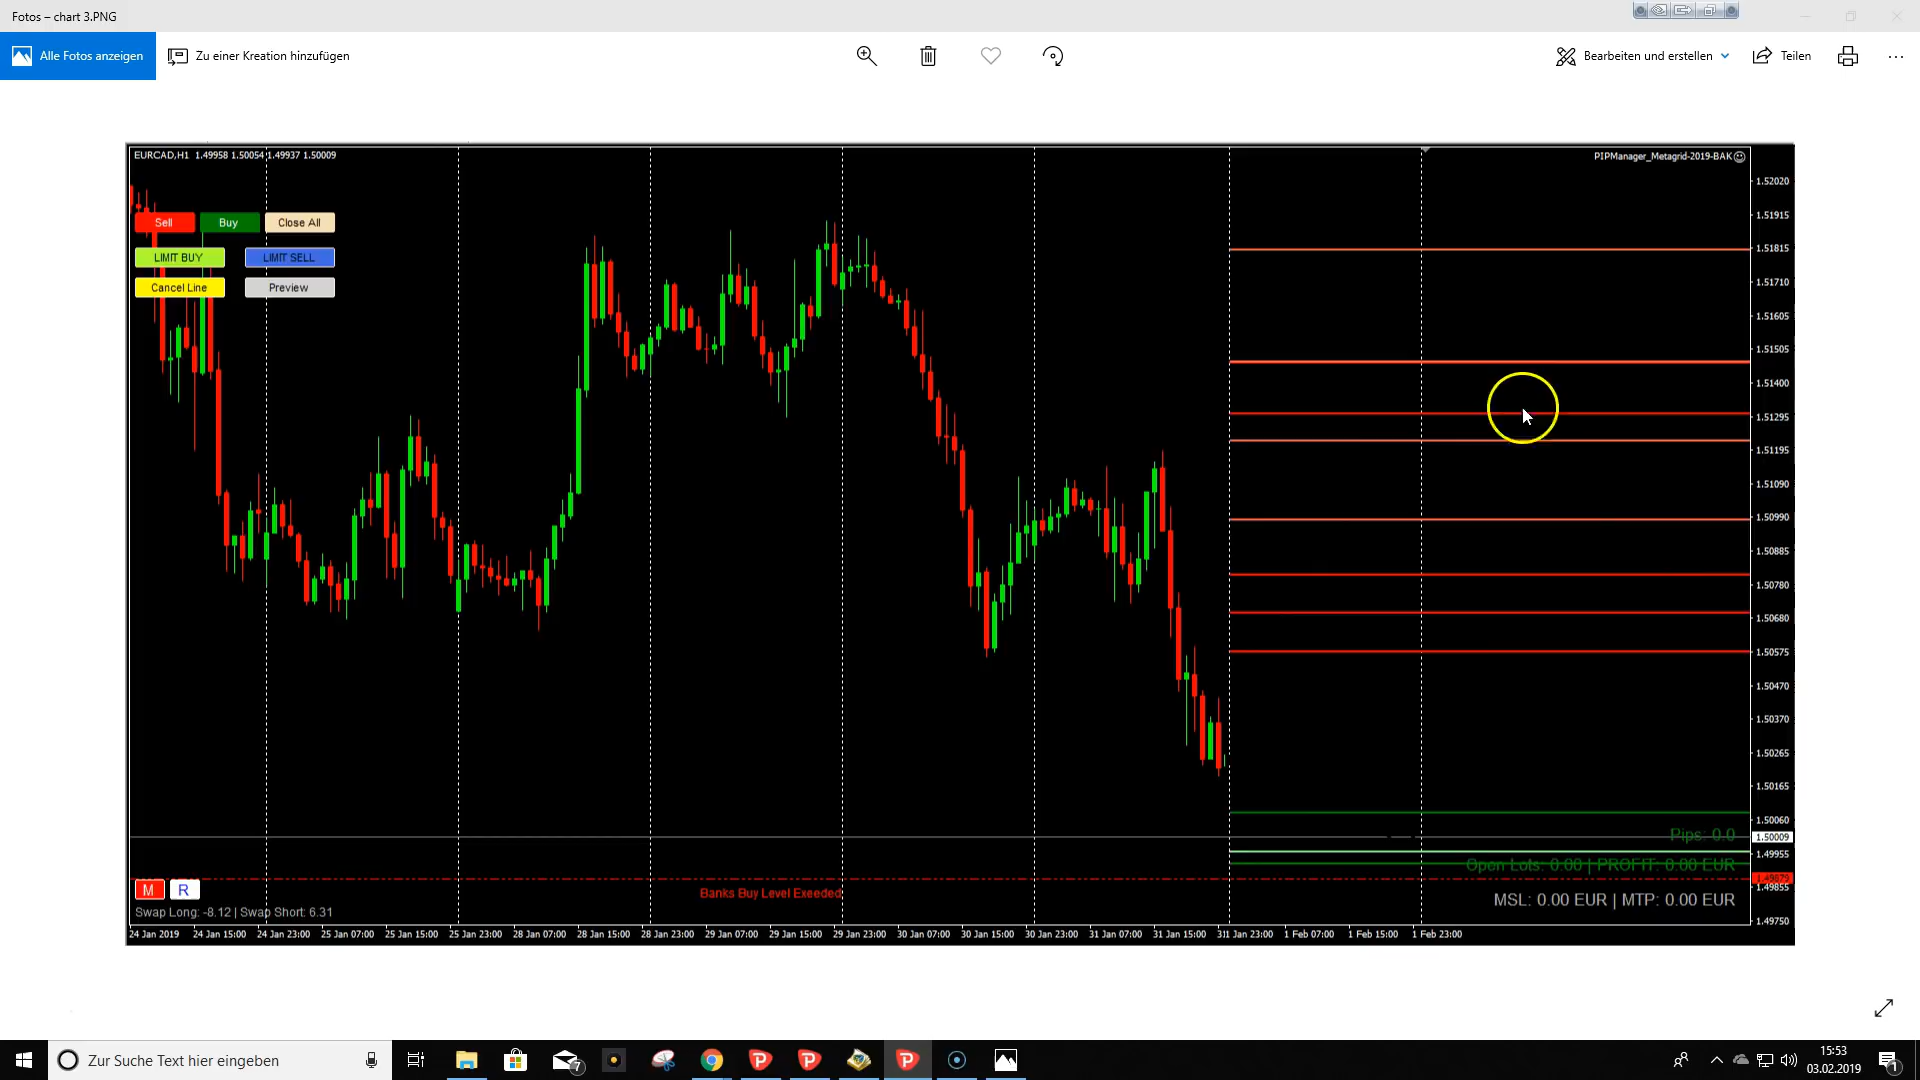 Fotos – chart 3.PNG
Alle Fotos anzeigen
Zu einer Kreation hinzufügen
Bearbeiten und erstellen
Teilen
EURCAD,H1 1.49958 1.50054 1.49937 1.50009
PIPManager_Metagrid-2019-BAK
Sell
Buy
Close All
LIMIT BUY
LIMIT SELL
Cancel Line
Preview
1.52020
1.51915
1.51815
1.51710
1.51605
1.51505
1.51400
1.51295
1.51195
1.51090
1.50990
1.50885
1.50780
1.50680
1.50575
1.50470
1.50370
1.50265
1.50165
1.50060
1.50009
1.49955
1.49879
1.49855
1.49750
Pips: 0.0
Open Lots: 0.00 | PROFIT: 0.00 EUR
MSL: 0.00 EUR | MTP: 0.00 EUR
Banks Buy Level Exeeded
M
R
Swap Long: -8.12 | Swap Short: 6.31
24 Jan 2019
24 Jan 15:00
24 Jan 23:00
25 Jan 07:00
25 Jan 15:00
25 Jan 23:00
28 Jan 07:00
28 Jan 15:00
28 Jan 23:00
29 Jan 07:00
29 Jan 15:00
29 Jan 23:00
30 Jan 07:00
30 Jan 15:00
30 Jan 23:00
31 Jan 07:00
31 Jan 15:00
31 Jan 23:00
1 Feb 07:00
1 Feb 15:00
1 Feb 23:00
Zur Suche Text hier eingeben
7
15:53
03.02.2019
1